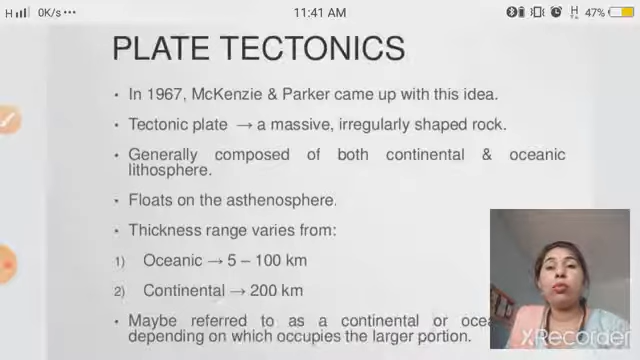 H 0K/s ••• 11:41 AM H 47%
PLATE TECTONICS
• In 1967, McKenzie & Parker came up with this idea.
• Tectonic plate → a massive, irregularly shaped rock.
• Generally composed of both continental & oceanic
lithosphere.
• Floats on the asthenosphere.
• Thickness range varies from:
1) Oceanic → 5 – 100 km
2) Continental → 200 km
• Maybe referred to as a continental or
depending on which occupies the larger portion.
XRecorder